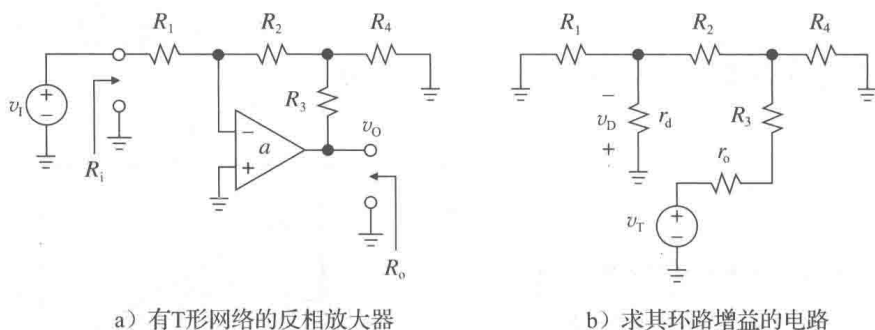 R1 R2 R4
R3
vI
+
−
−
a
+
vO
Ri
Ro
a）有T形网络的反相放大器
R1 R2 R4
−
vD
+
rd
R3
ro
vT
+
−
b）求其环路增益的电路